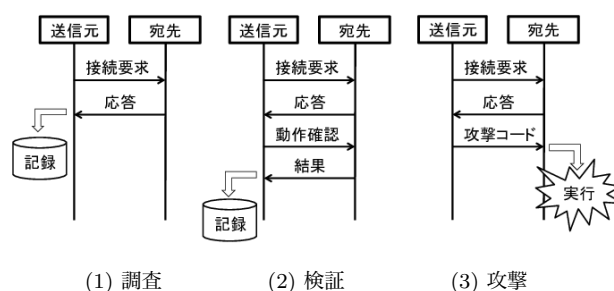 送信元 宛先 送信元 宛先 送信元 宛先
接続要求 接続要求 接続要求
応答 応答 応答
動作確認 攻撃コード
記録 結果 実行
記録
(1) 調査 (2) 検証 (3) 攻撃